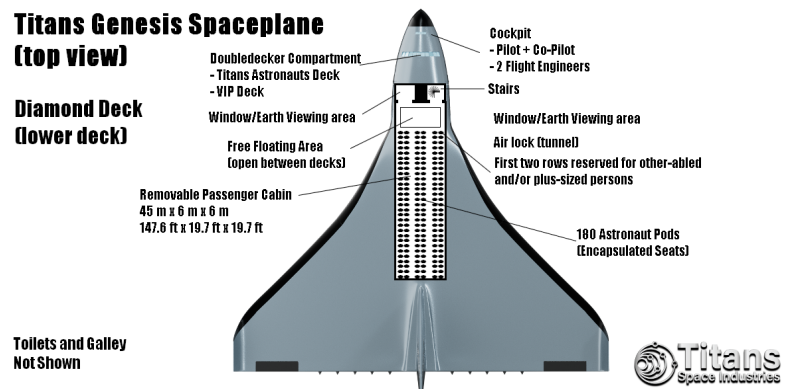 Titans Genesis Spaceplane
(top view)
Diamond Deck
(lower deck)
Doubledecker Compartment
- Titans Astronauts Deck
- VIP Deck
Window/Earth Viewing area
Free Floating Area
(open between decks)
Removable Passenger Cabin
45 m x 6 m x 6 m
147.6 ft x 19.7 ft x 19.7 ft
Cockpit
- Pilot + Co-Pilot
- 2 Flight Engineers
Stairs
Window/Earth Viewing area
Air lock (tunnel)
First two rows reserved for other-abled
and/or plus-sized persons
180 Astronaut Pods
(Encapsulated Seats)
Toilets and Galley
Not Shown
Titans
Space Industries